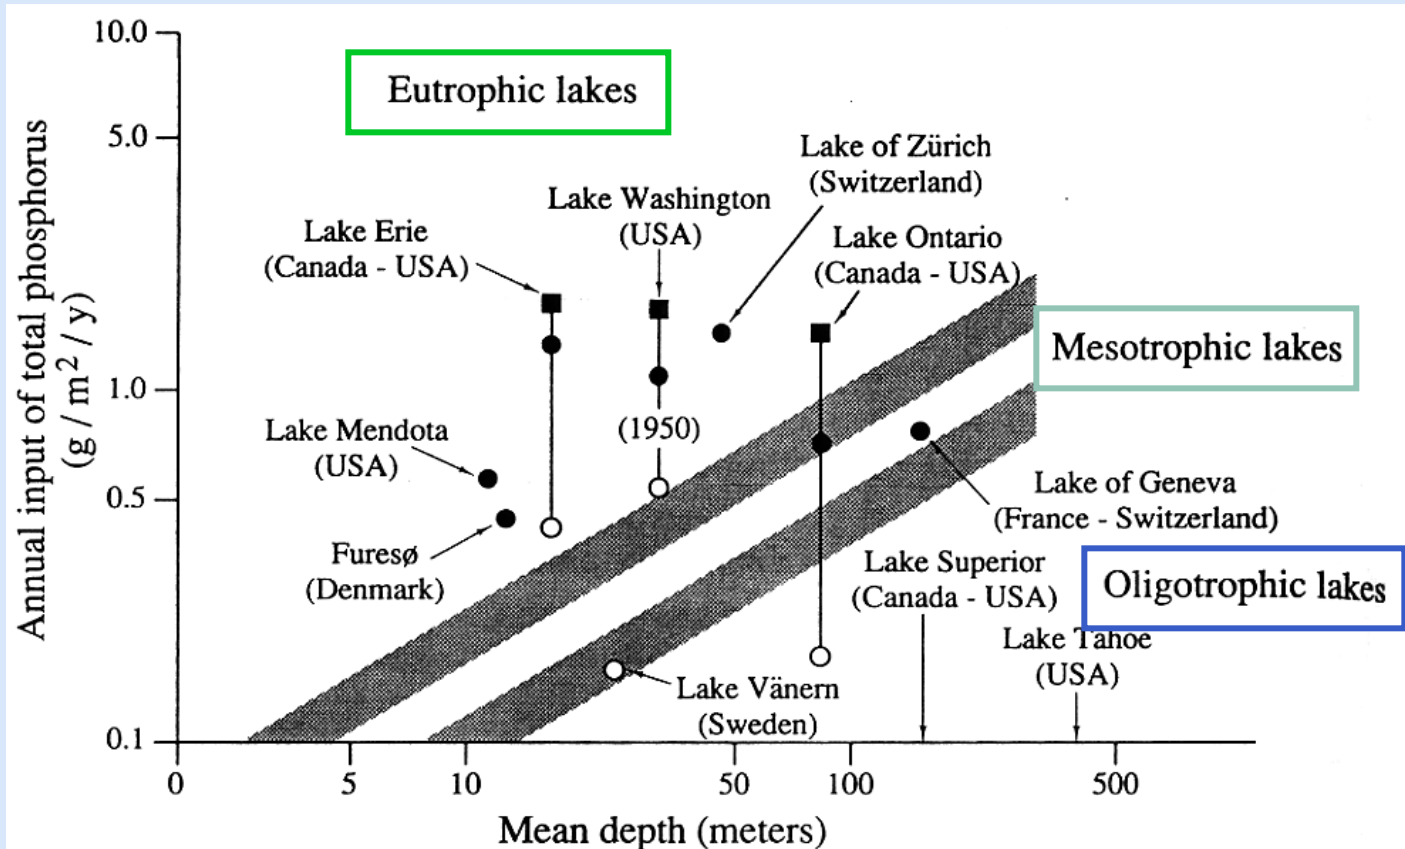 10.0
5.0
1.0
0.5
0.1
Annual input of total phosphorus
(g / m² / y)
Eutrophic lakes
Lake of Zürich
(Switzerland)
Lake Washington
(USA)
Lake Erie
(Canada - USA)
Lake Ontario
(Canada - USA)
Mesotrophic lakes
Lake Mendota
(USA)
(1950)
Lake of Geneva
(France - Switzerland)
Furesø
(Denmark)
Lake Superior
(Canada - USA)
Oligotrophic lakes
Lake Tahoe
(USA)
Lake Vänern
(Sweden)
0
5
10
50
100
500
Mean depth (meters)